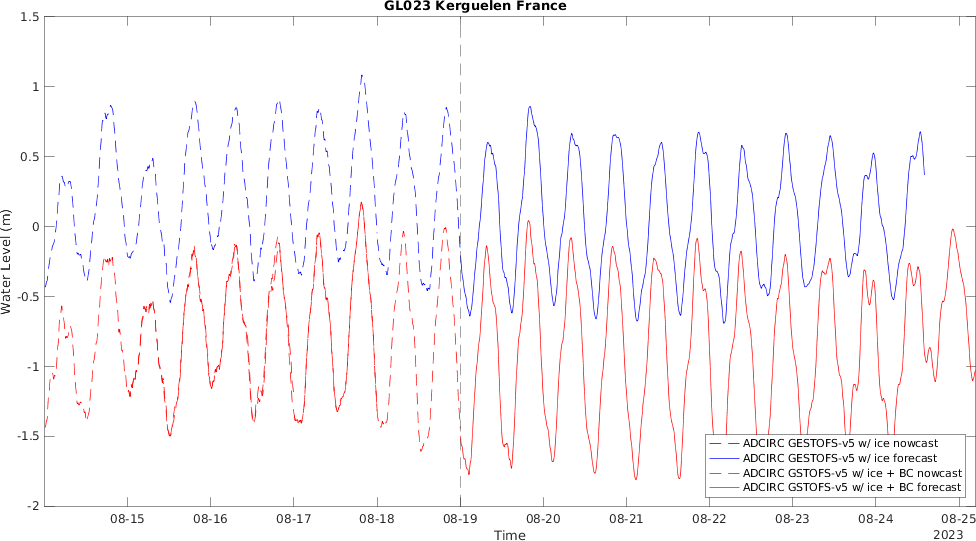 GL023 Kerguelen France
1.5
1
0.5
0
-0.5
-1
-1.5
-2
Water Level (m)
08-15 08-16 08-17 08-18 08-19 08-20 08-21 08-22 08-23 08-24 08-25
Time
2023
ADCIRC GESTOFS-v5 w/ ice nowcast
ADCIRC GESTOFS-v5 w/ ice forecast
ADCIRC GSTOFS-v5 w/ ice + BC nowcast
ADCIRC GSTOFS-v5 w/ ice + BC forecast